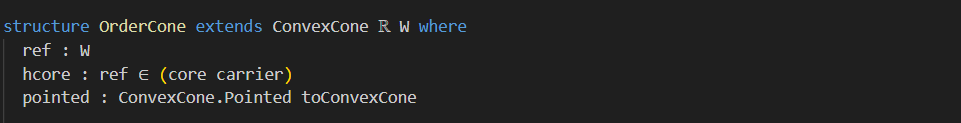 structure OrderCone extends ConvexCone ℝ W where
ref : W
hcore : ref ∈ (core carrier)
pointed : ConvexCone.Pointed toConvexCone